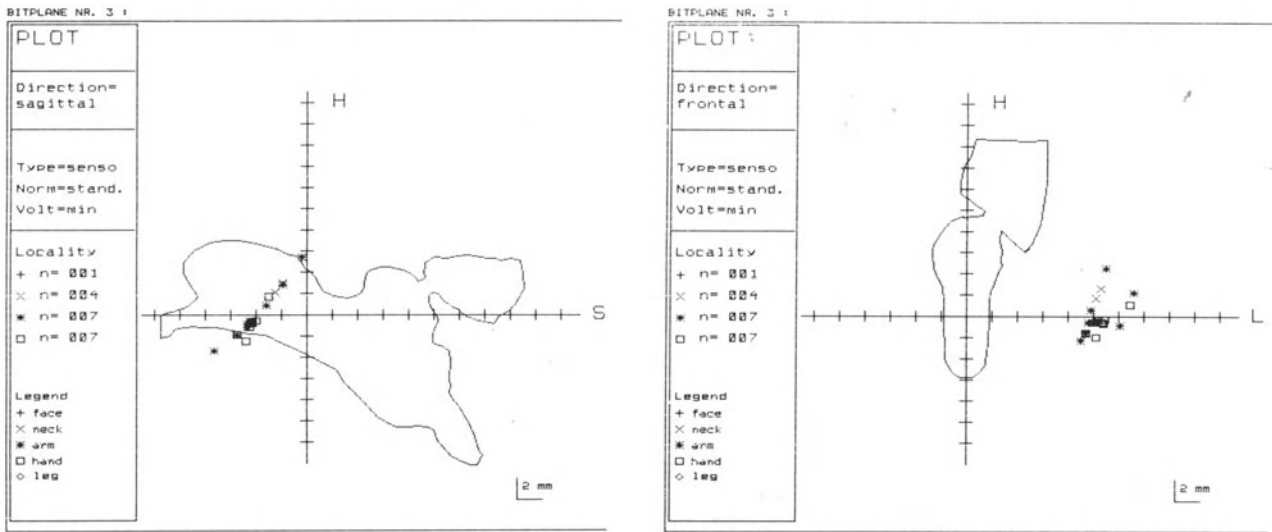 BITPLANE NR. 3 :
PLOT
Direction=
sagittal
Type=senso
Norm=stand.
Volt=min
Locality
+ n= 001
× n= 004
✱ n= 007
□ n= 007
Legend
+ face
× neck
✱ arm
□ hand
◇ leg
H
S
2 mm
BITPLANE NR. 3 :
PLOT :
Direction=
frontal
Type=senso
Norm=stand.
Volt=min
Locality
+ n= 001
× n= 004
✱ n= 007
□ n= 007
Legend
+ face
× neck
✱ arm
□ hand
◇ leg
H
L
2 mm